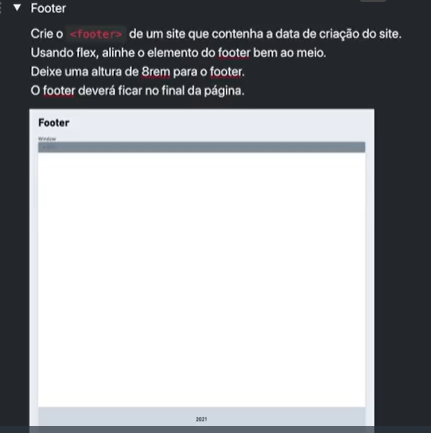 Footer
Crie o <footer> de um site que contenha a data de criação do site.
Usando flex, alinhe o elemento do footer bem ao meio.
Deixe uma altura de 8rem para o footer.
O footer deverá ficar no final da página.
Footer
Window
2021